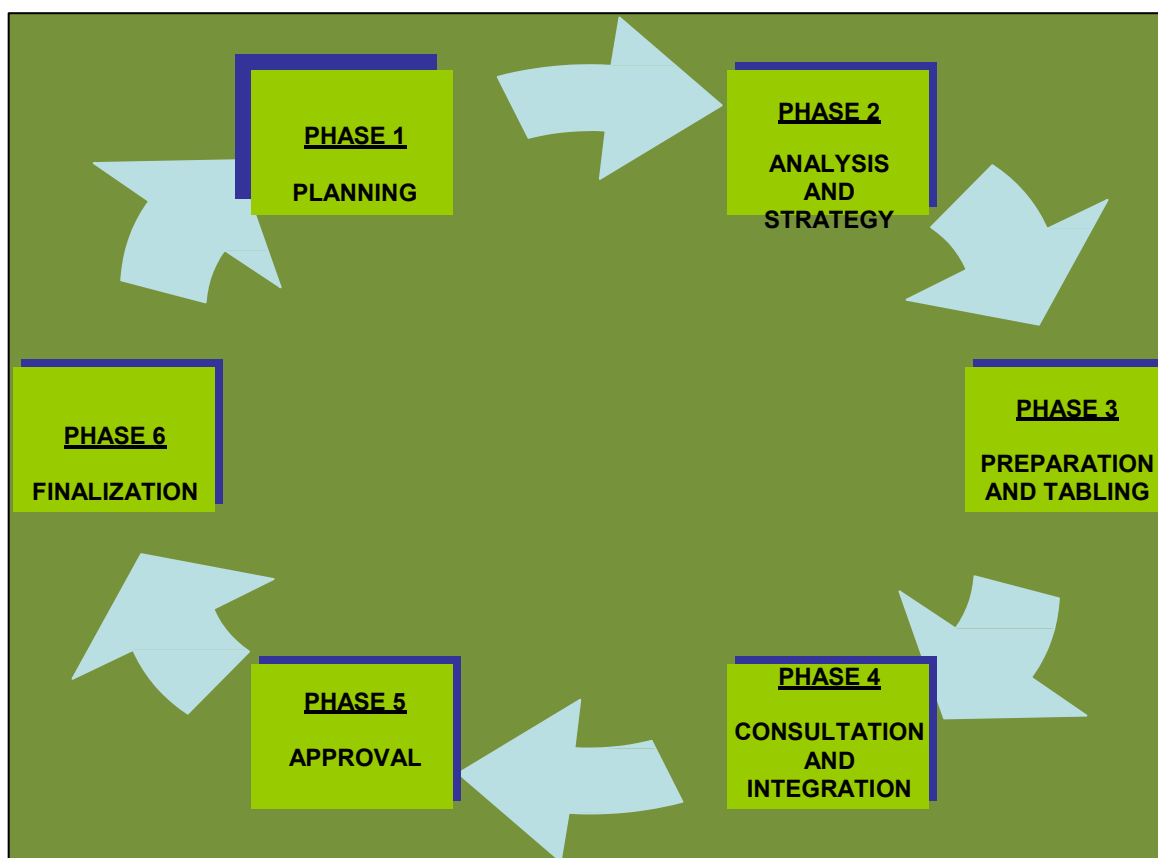 PHASE 1
PLANNING
PHASE 2
ANALYSIS
AND
STRATEGY
PHASE 3
PREPARATION
AND TABLING
PHASE 4
CONSULTATION
AND
INTEGRATION
PHASE 5
APPROVAL
PHASE 6
FINALIZATION